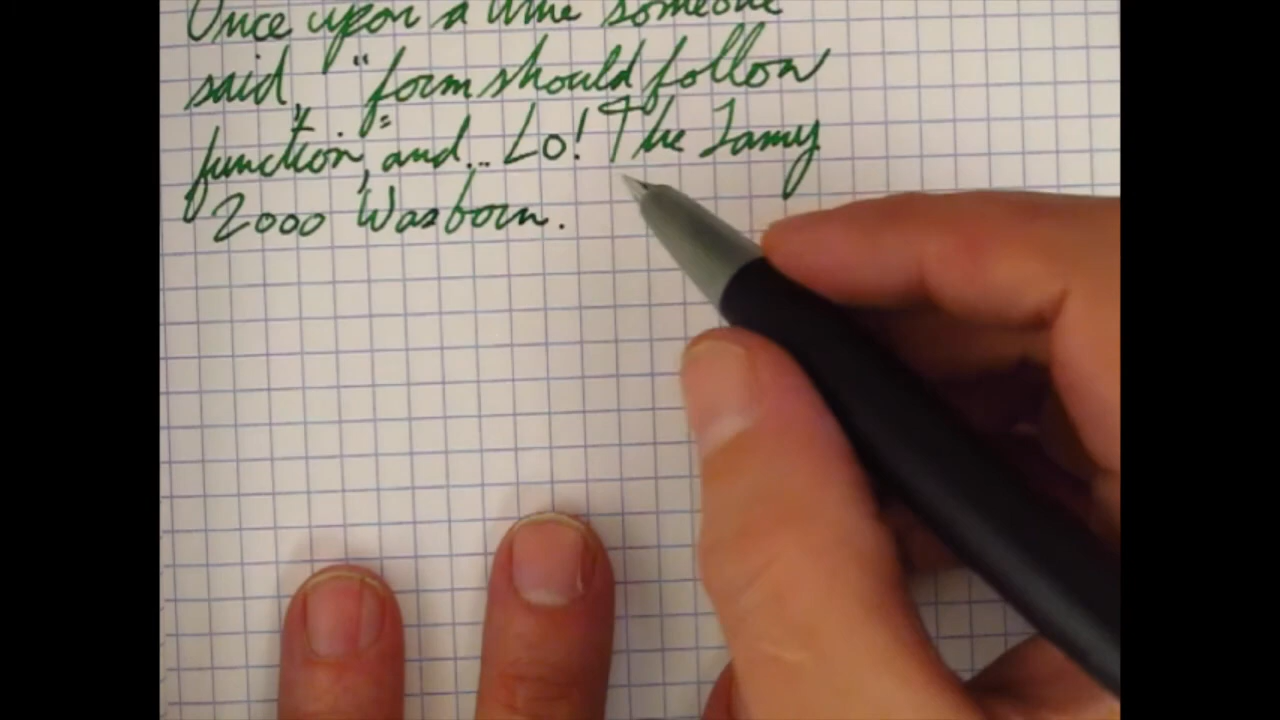 Once upon a time someone
said, "form should follow
function," and... Lo! The Lamy
2000 was born.